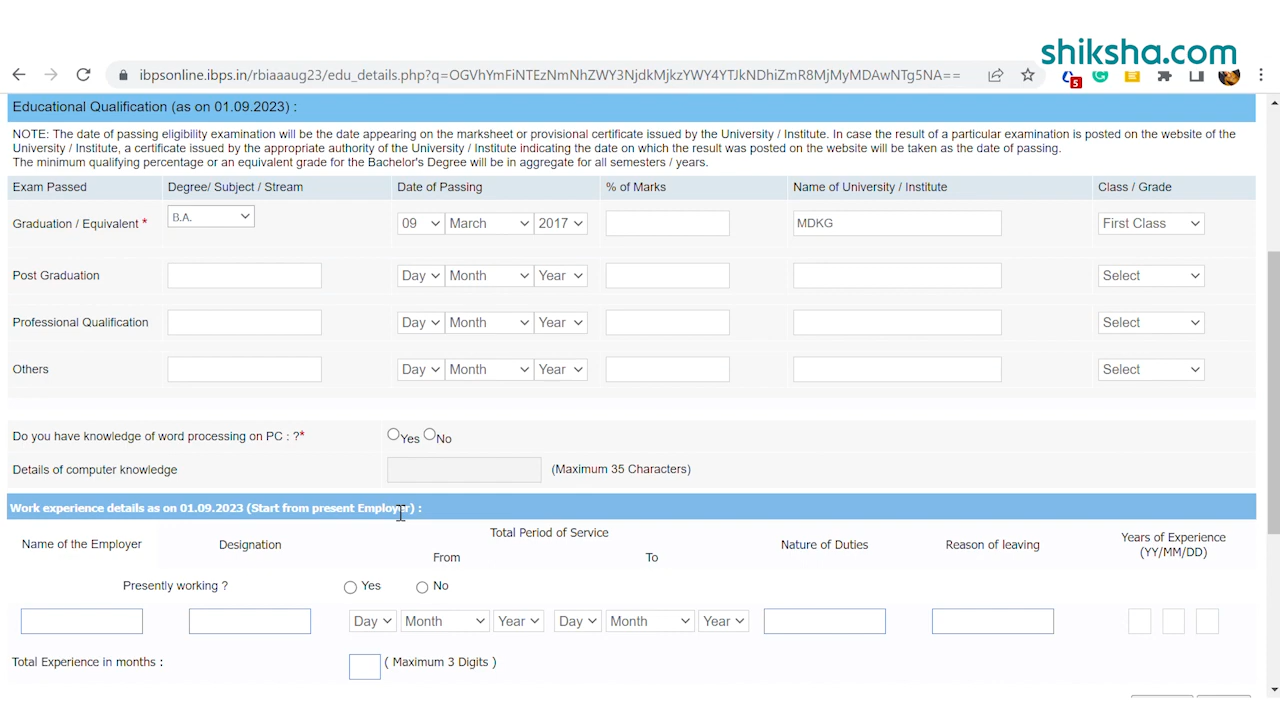 shiksha.com
ibpsonline.ibps.in/rbiaaaug23/edu_details.php?q=OGVhYmFiNTEzNmNhZWY3NjdkMjkzYWY4YTJkNDhiZmR8MjMyMDAwNTg5NA==
5
Educational Qualification (as on 01.09.2023) :
NOTE: The date of passing eligibility examination will be the date appearing on the marksheet or provisional certificate issued by the University / Institute. In case the result of a particular examination is posted on the website of the
University / Institute, a certificate issued by the appropriate authority of the University / Institute indicating the date on which the result was posted on the website will be taken as the date of passing.
The minimum qualifying percentage or an equivalent grade for the Bachelor's Degree will be in aggregate for all semesters / years.
Exam Passed Degree/ Subject / Stream Date of Passing % of Marks Name of University / Institute Class / Grade
Graduation / Equivalent * B.A. 09 March 2017 MDKG First Class
Post Graduation Day Month Year Select
Professional Qualification Day Month Year Select
Others Day Month Year Select
Do you have knowledge of word processing on PC : ?* Yes No
Details of computer knowledge (Maximum 35 Characters)
Work experience details as on 01.09.2023 (Start from present Employer) :
Name of the Employer Designation Total Period of Service Nature of Duties Reason of leaving Years of Experience
From To (YY/MM/DD)
Presently working ? Yes No
Day Month Year Day Month Year
Total Experience in months : ( Maximum 3 Digits )